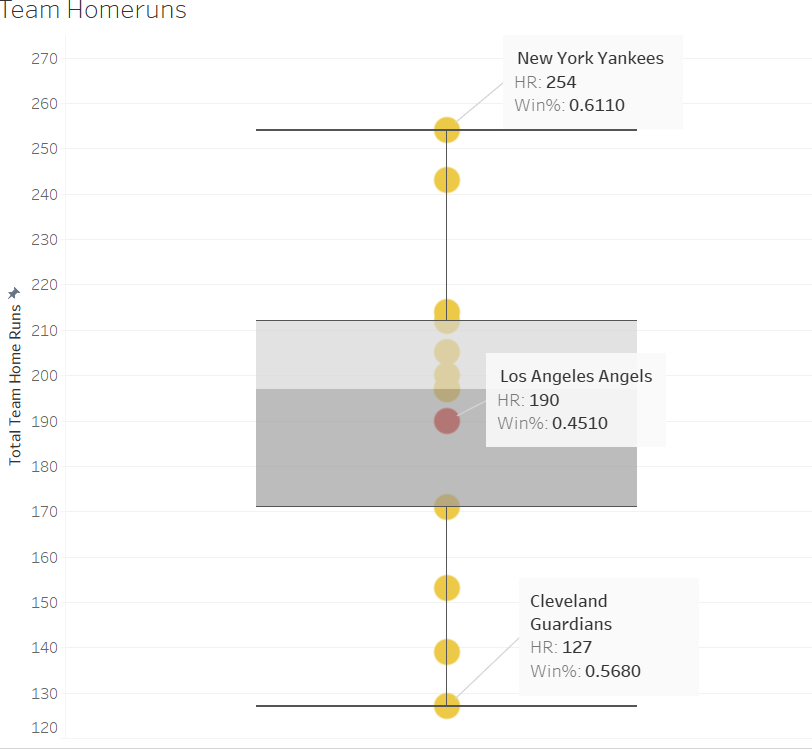 Team Homeruns
270
260
250
240
230
220
210
200
190
180
170
160
150
140
130
120
Total Team Home Runs
New York Yankees
HR: 254
Win%: 0.6110
Los Angeles Angels
HR: 190
Win%: 0.4510
Cleveland
Guardians
HR: 127
Win%: 0.5680